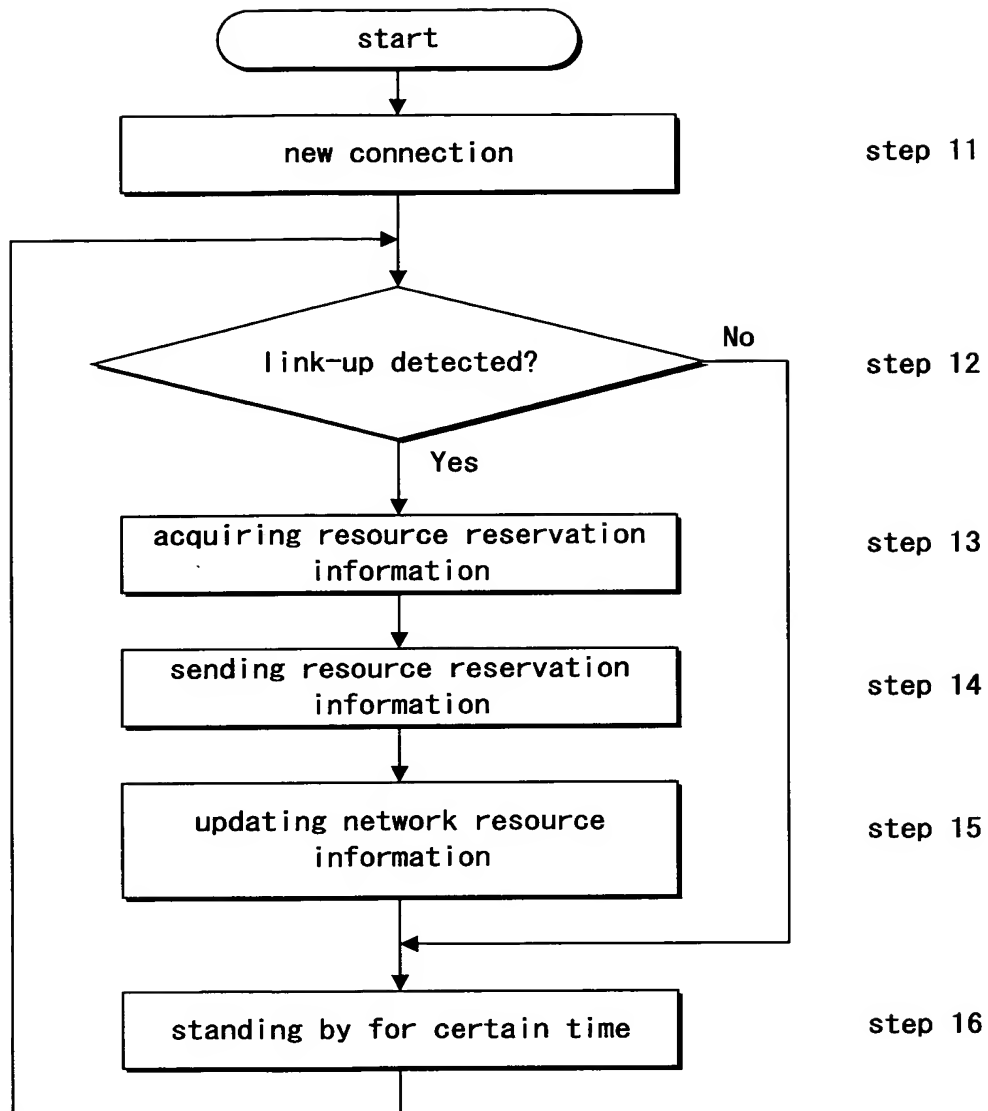 start
new connection
step 11
link-up detected?
No
step 12
Yes
acquiring resource reservation
information
step 13
sending resource reservation
information
step 14
updating network resource
information
step 15
standing by for certain time
step 16